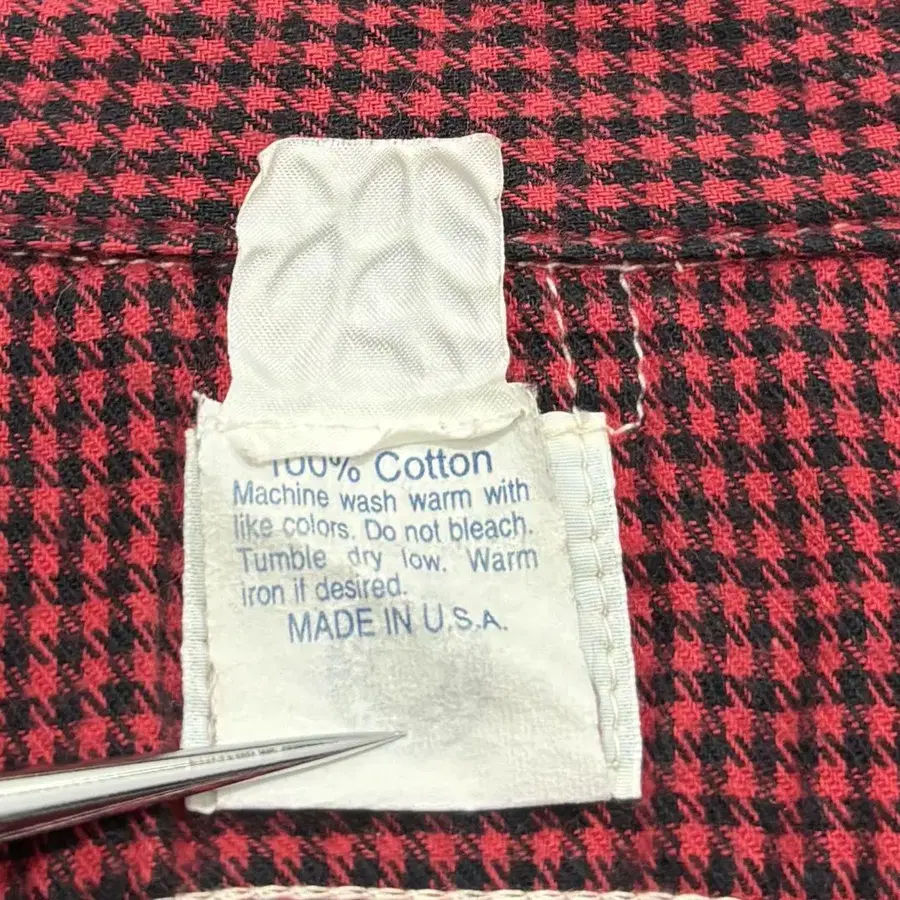 100% Cotton
Machine wash warm with
like colors. Do not bleach.
Tumble dry low. Warm
iron if desired.
MADE IN U.S.A.